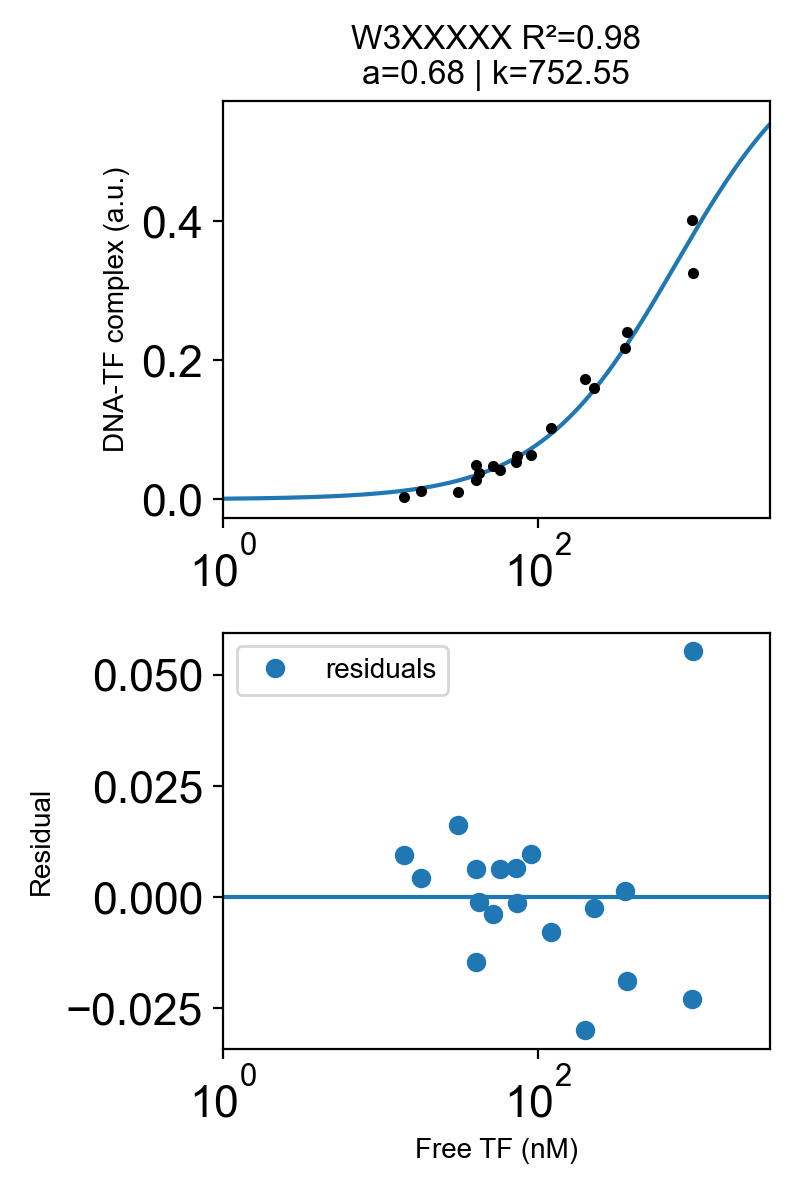 W3XXXXX R²=0.98
a=0.68 | k=752.55
DNA-TF complex (a.u.)
0.4
0.2
0.0
10⁰
10²
residuals
Residual
0.050
0.025
0.000
−0.025
10⁰
10²
Free TF (nM)